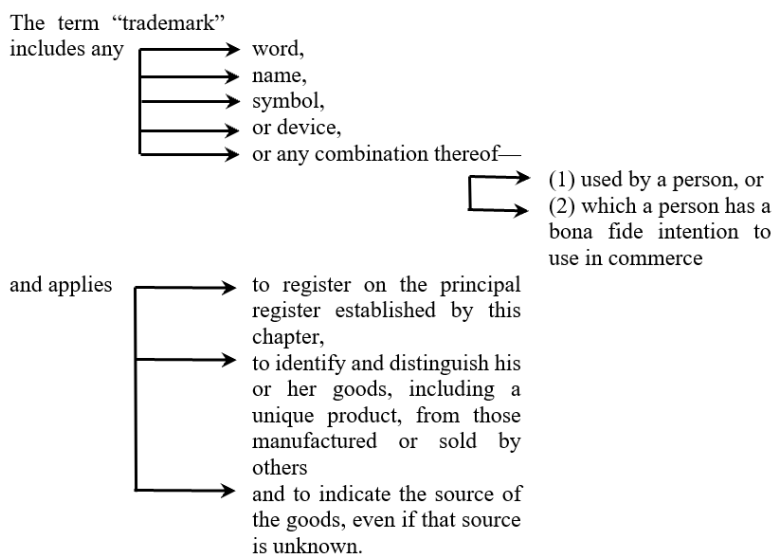 The term “trademark”
includes any word,
name,
symbol,
or device,
or any combination thereof—
(1) used by a person, or
(2) which a person has a
bona fide intention to
use in commerce
and applies to register on the principal
register established by this
chapter,
to identify and distinguish his
or her goods, including a
unique product, from those
manufactured or sold by
others
and to indicate the source of
the goods, even if that source
is unknown.